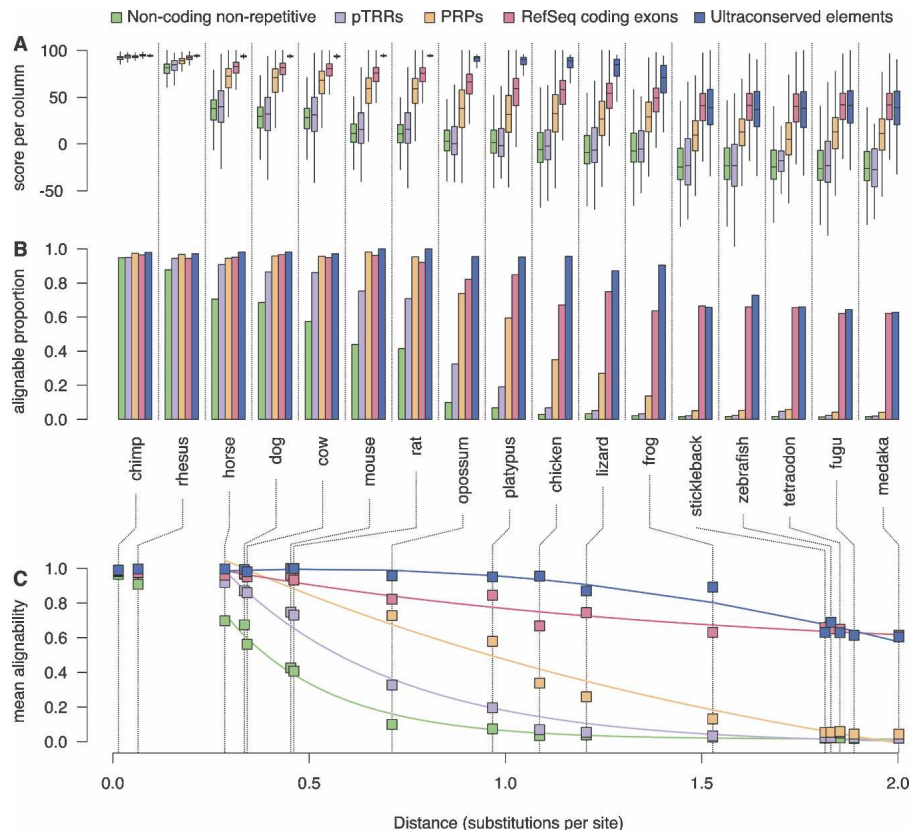 Non-coding non-repetitive pTRRs PRPs RefSeq coding exons Ultraconserved elements
A
score per column
100
50
0
-50
B
alignable proportion
1.0
0.8
0.6
0.4
0.2
0.0
chimp
rhesus
horse
dog
cow
mouse
rat
opossum
platypus
chicken
lizard
frog
stickleback
zebrafish
tetraodon
fugu
medaka
C
mean alignability
1.0
0.8
0.6
0.4
0.2
0.0
0.0 0.5 1.0 1.5 2.0
Distance (substitutions per site)